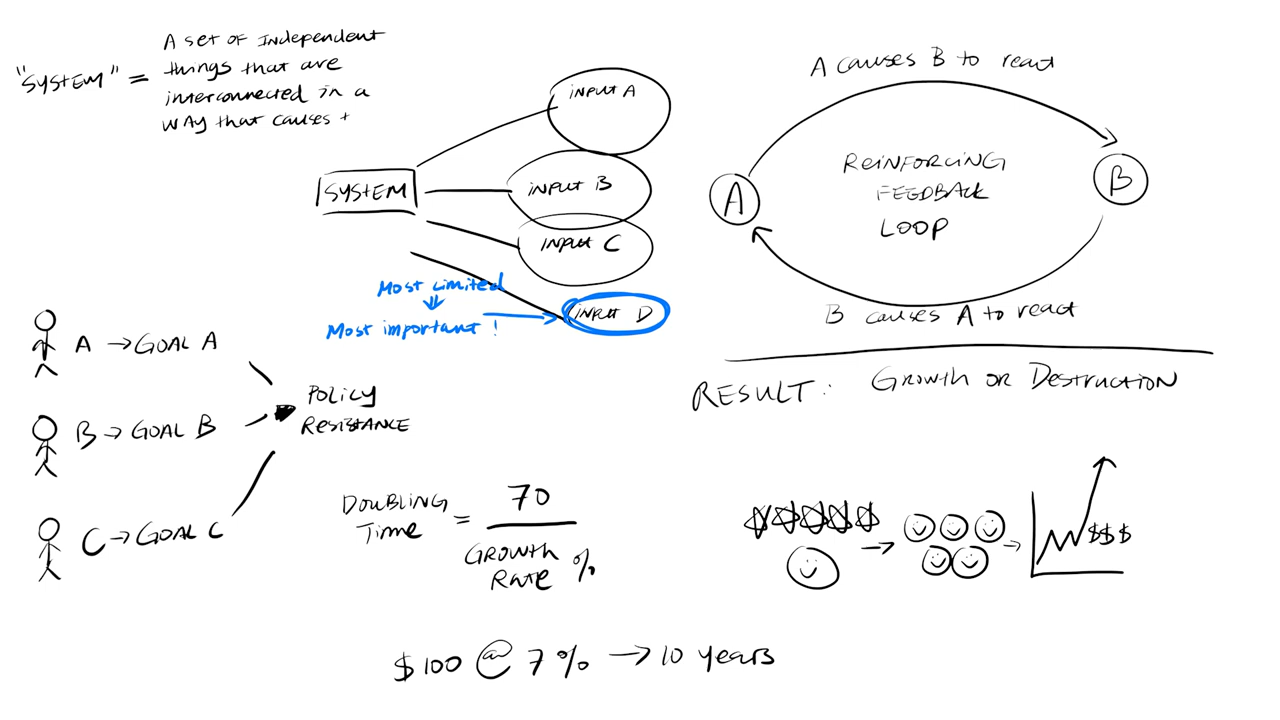 "SYSTEM" =
A SET OF INDEPENDENT
things that are
interconnected in a
WAY that causes t
SYSTEM
INPUT A
INPUT B
INPUT C
INPUT D
Most Limited
Most important !
A CAUSES B to react
A
B
REINFORCING
FEEDBACK
LOOP
B CAUSES A to react
RESULT: GROWTH OR DESTRUCTION
A → GOAL A
B → GOAL B
C → GOAL C
POLICY
RESISTANCE
DOUBLING
Time
=
70
GROWTH
RATE %
$$$
$100 @ 7% → 10 years